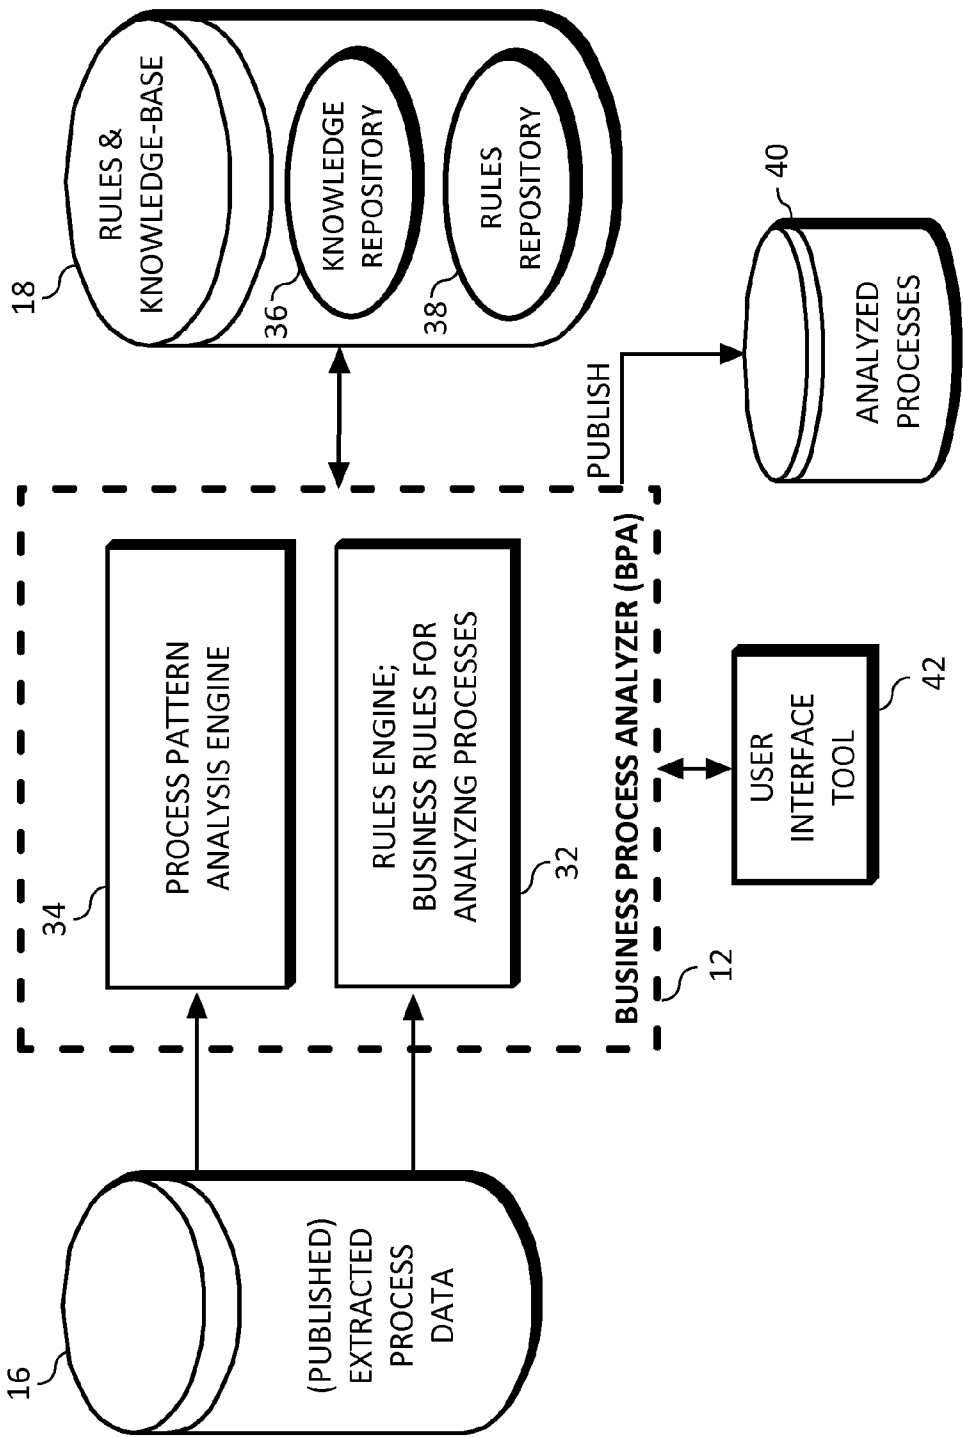 16
(PUBLISHED)
EXTRACTED
PROCESS
DATA
34
PROCESS PATTERN
ANALYSIS ENGINE
RULES ENGINE;
BUSINESS RULES FOR
ANALYZNG PROCESSES
32
BUSINESS PROCESS ANALYZER (BPA)
12
USER
INTERFACE
TOOL
42
18
RULES &
KNOWLEDGE-BASE
36
KNOWLEDGE
REPOSITORY
38
RULES
REPOSITORY
PUBLISH
40
ANALYZED
PROCESSES